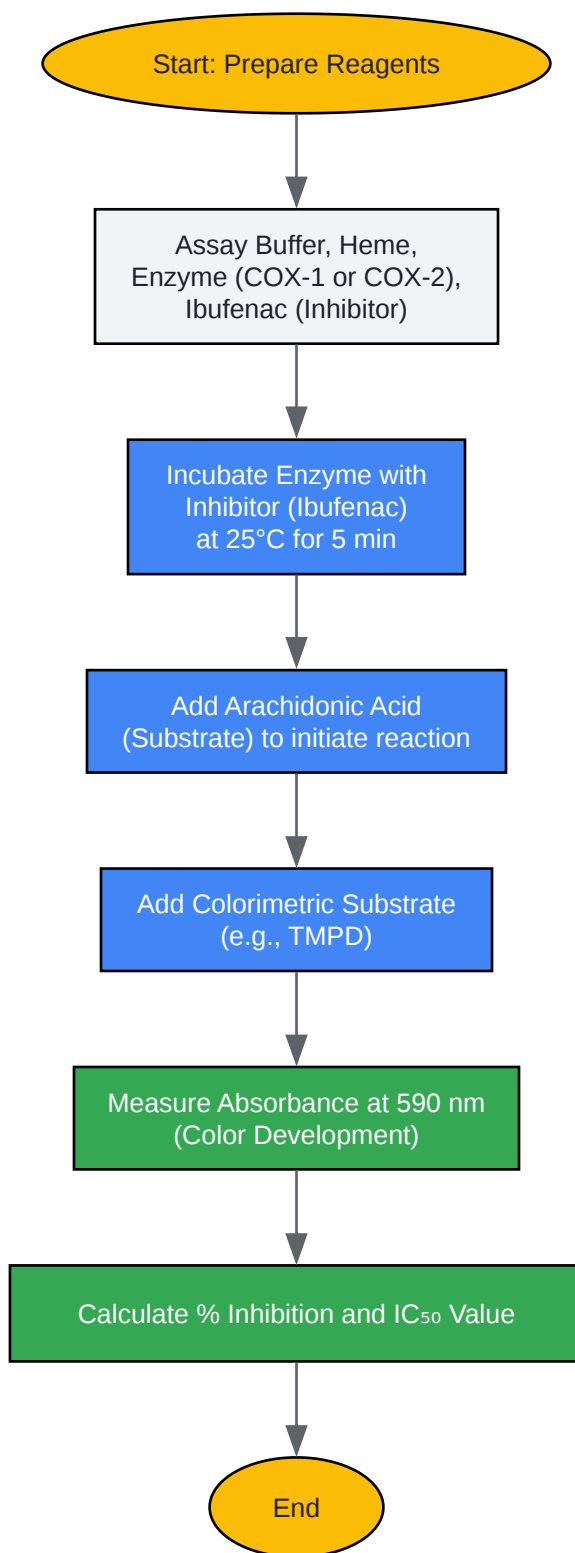 Start: Prepare Reagents
Assay Buffer, Heme,
Enzyme (COX-1 or COX-2),
Ibufenac (Inhibitor)
Incubate Enzyme with
Inhibitor (Ibufenac)
at 25°C for 5 min
Add Arachidonic Acid
(Substrate) to initiate reaction
Add Colorimetric Substrate
(e.g., TMPD)
Measure Absorbance at 590 nm
(Color Development)
Calculate % Inhibition and IC₅₀ Value
End